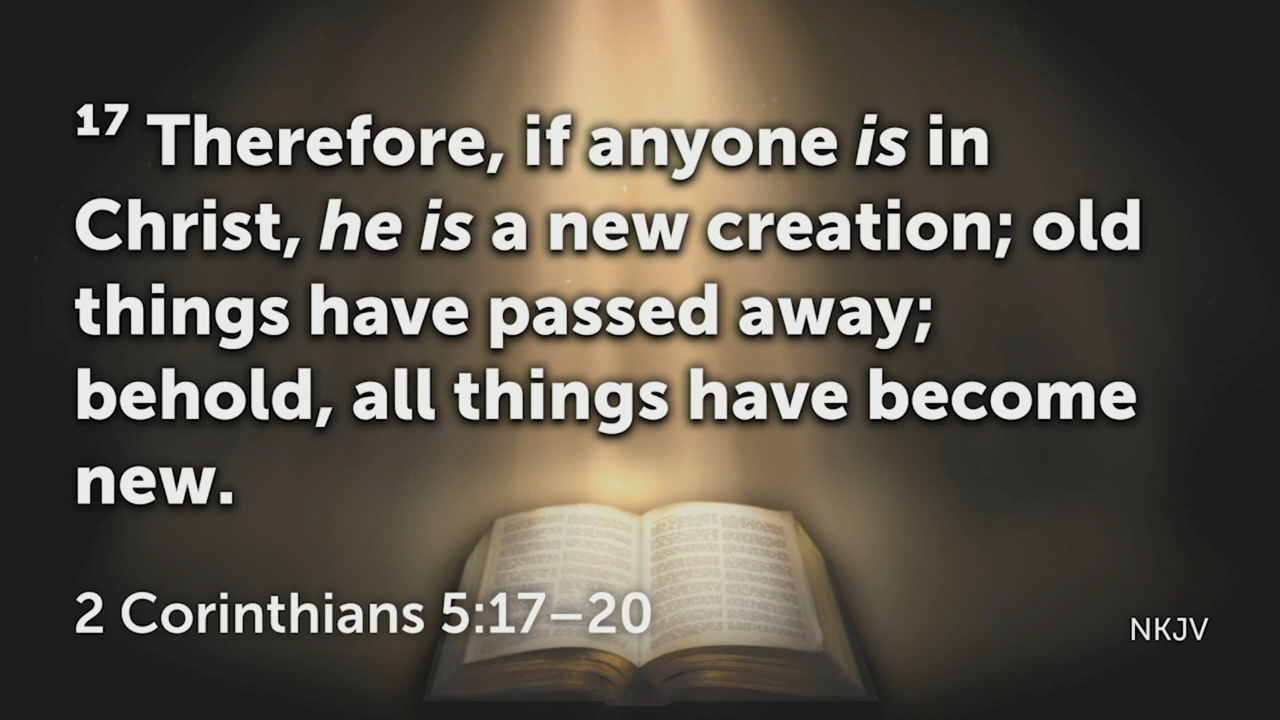 ¹⁷ Therefore, if anyone is in
Christ, he is a new creation; old
things have passed away;
behold, all things have become
new.
2 Corinthians 5:17–20
NKJV